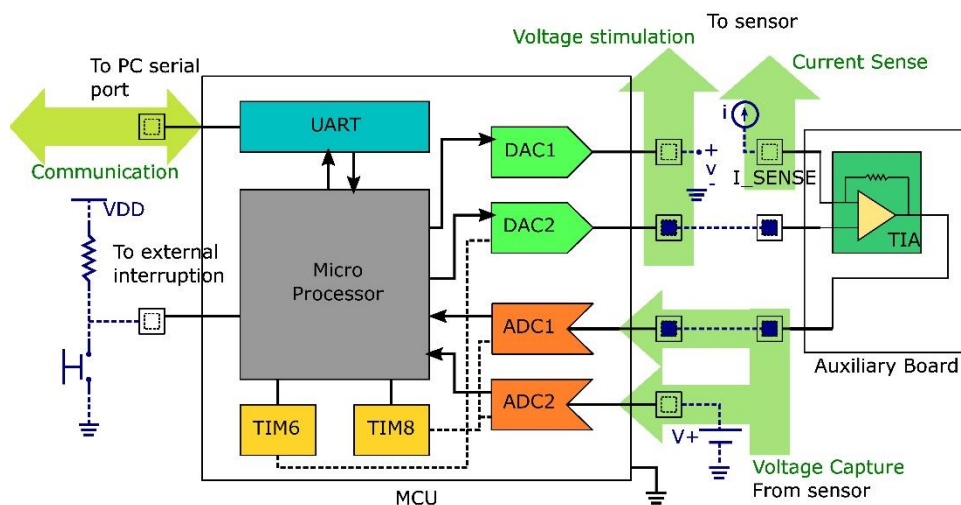 To sensor
Voltage stimulation
Current Sense
To PC serial
port
i
UART
DAC1
+
v
-
I_SENSE
Communication
VDD
DAC2
TIA
To external
interruption
Micro
Processor
ADC1
Auxiliary Board
ADC2
TIM6
TIM8
V+
Voltage Capture
From sensor
MCU